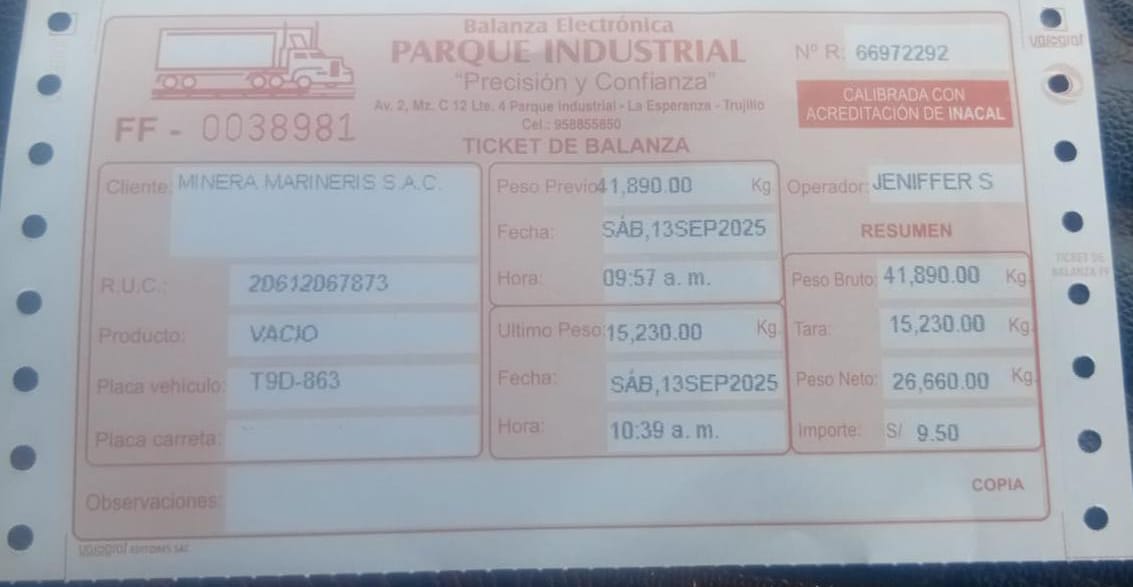 Balanza Electrónica
PARQUE INDUSTRIAL
"Precisión y Confianza"
Av. 2, Mz. C 12 Lte. 4 Parque Industrial - La Esperanza - Trujillo
Cel.: 958855850
TICKET DE BALANZA
FF - 0038981
Nº R: 66972292
CALIBRADA CON
ACREDITACIÓN DE INACAL
valograf
Cliente: MINERA MARINERIS S.A.C.
R.U.C.: 20612067873
Producto: VACIO
Placa vehículo: T9D-863
Placa carreta:
Peso Previo 41,890.00 Kg.
Fecha: SÁB,13SEP2025
Hora: 09:57 a. m.
Ultimo Peso: 15,230.00 Kg.
Fecha: SÁB,13SEP2025
Hora: 10:39 a. m.
Operador: JENIFFER S
RESUMEN
Peso Bruto: 41,890.00 Kg.
Tara: 15,230.00 Kg.
Peso Neto: 26,660.00 Kg.
Importe: S/ 9.50
Observaciones:
COPIA
TICKET DE
BALANZA FF
valograf EDITORES SAC